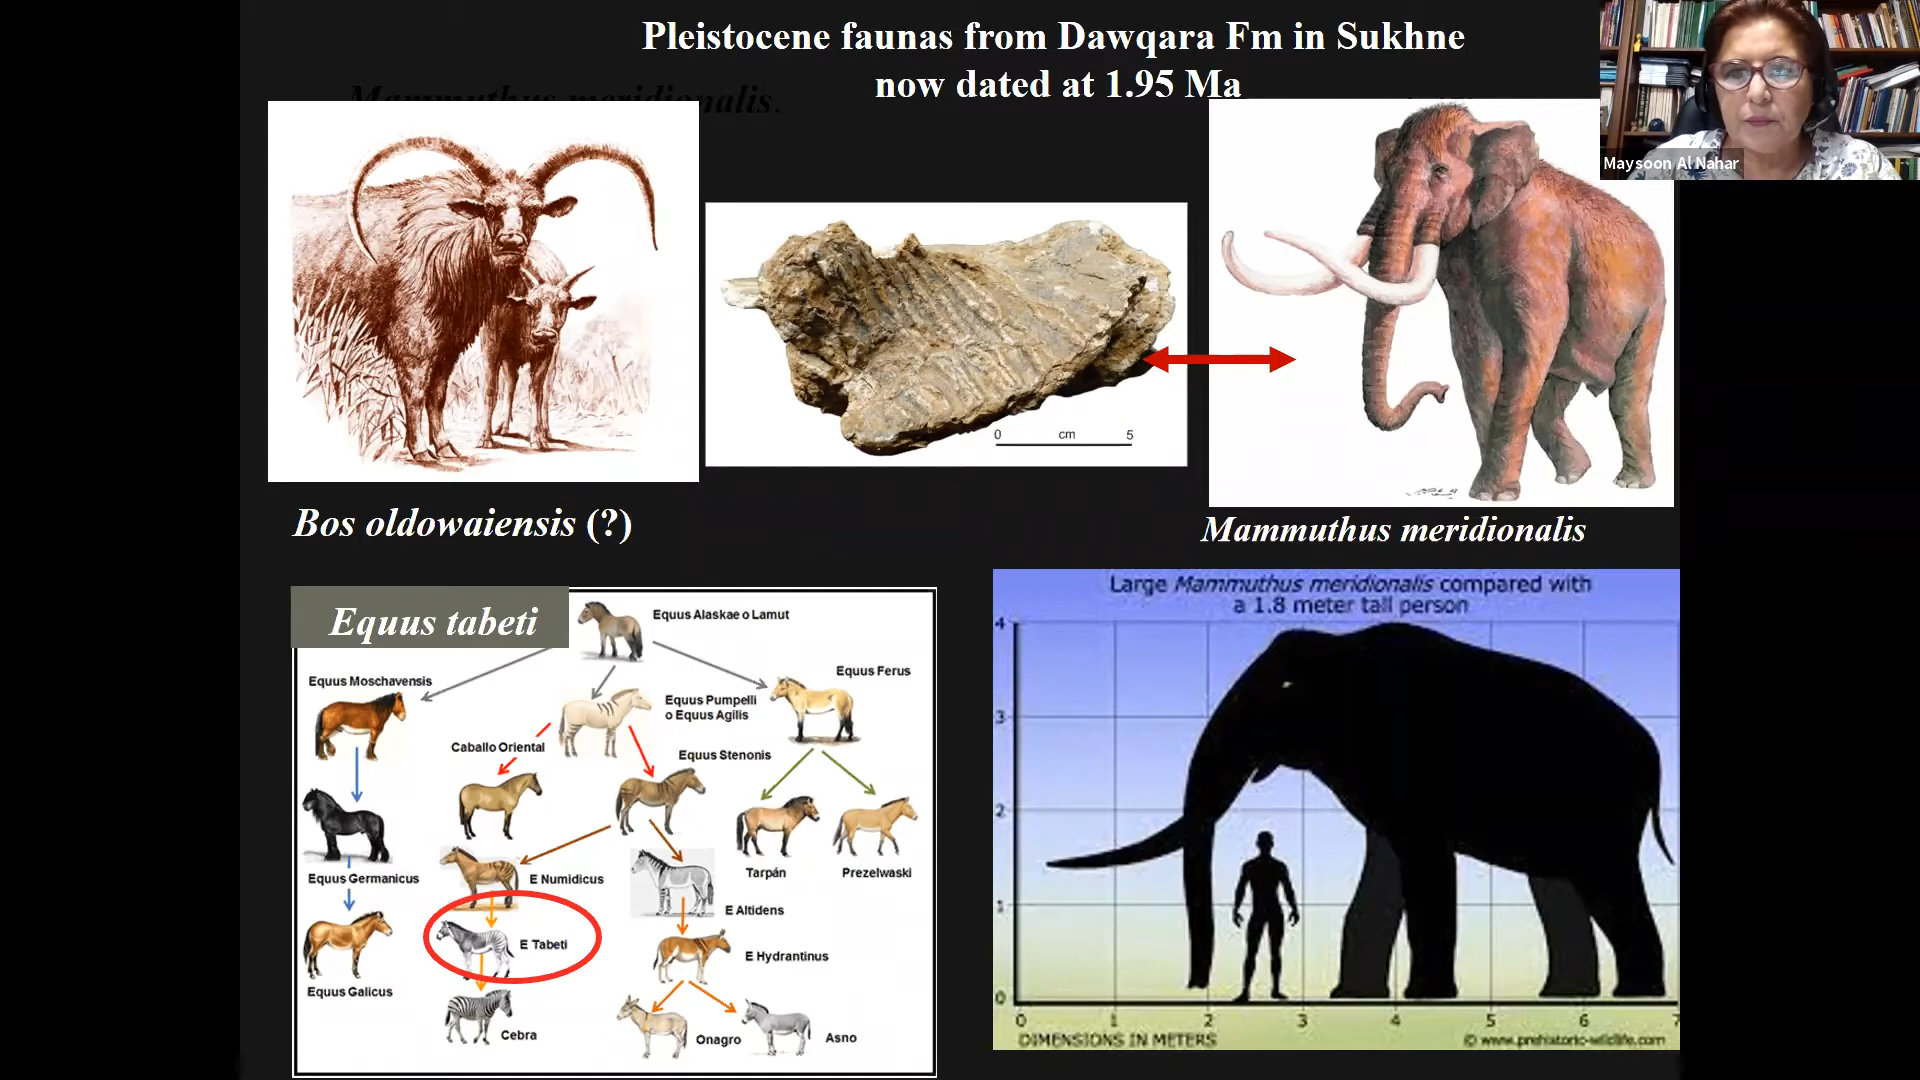 Pleistocene faunas from Dawqara Fm in Sukhne
now dated at 1.95 Ma
Mammuthus meridionalis.
Maysoon Al Nahar
0 cm 5
Bos oldowaiensis (?)
Mammuthus meridionalis
Equus tabeti
Equus Alaskae o Lamut
Equus Moschavensis
Equus Ferus
Equus Pumpelli
o Equus Agilis
Caballo Oriental
Equus Stenonis
Equus Germanicus
E Numidicus
Tarpán
Prezelwaski
E Altidens
E Tabeti
E Hydrantinus
Equus Galicus
Cebra
Onagro
Asno
Large Mammuthus meridionalis compared with
a 1.8 meter tall person
4
3
2
1
0
0 1 2 3 4 5 6 7
DIMENSIONS IN METERS
© www.prehistoric-wildlife.com